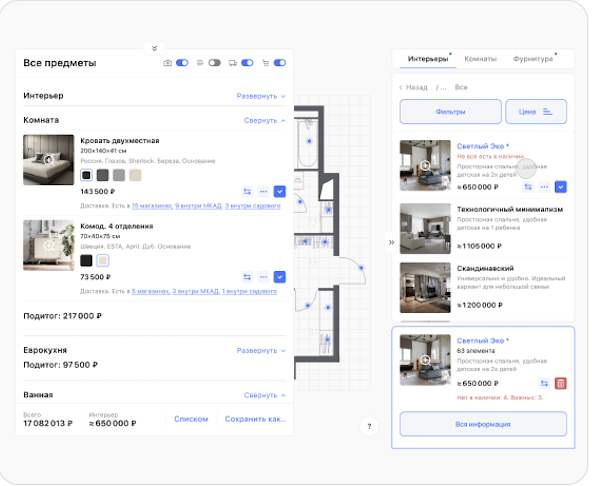 Все предметы
Интерьер
Развернуть
Комната
Свернуть
Кровать двухместная
200×140×41 см
Россия, Глазов, Sherlock. Береза. Основание
143 500 ₽
Доставка. Есть в 15 магазинах, 9 внутри МКАД, 3 внутри садового
Комод. 4 отделения
70×40×75 см
Швеция. ESTA, April. Дуб. Основание
73 500 ₽
Доставка. Есть в 5 магазинах, 3 внутри МКАД, 1 внутри садового
Подитог: 217 000 ₽
Еврокухня
Развернуть
Подитог: 97 500 ₽
Ванная
Свернуть
Всего
17 082 013 ₽
Интерьер
≈ 650 000 ₽
Списком
Сохранить как...
?
Интерьеры
Комнаты
Фурнитура
Назад / ... Все
Фильтры
Цена
Светлый Эко *
Не все есть в наличии
Просторная спальня, удобная
детская на 2х детей
≈ 650 000 ₽
Технологичный минимализм
Просторная спальня, удобная
детская на 1 ребенка
≈ 1 105 000 ₽
Скандинавский
Универсально и удобно. Идеальный
вариант для небольшой семьи
≈ 1 200 000 ₽
Светлый Эко *
63 элемента
Просторная спальня, удобная
детская на 2х детей
≈ 650 000 ₽
Нет в наличии: 4. Важных: 3.
Вся информация